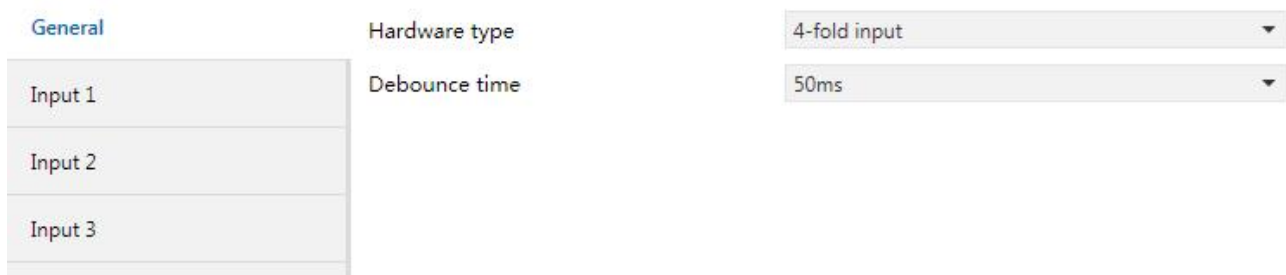 General
Hardware type 4-fold input
Debounce time 50ms
Input 1
Input 2
Input 3